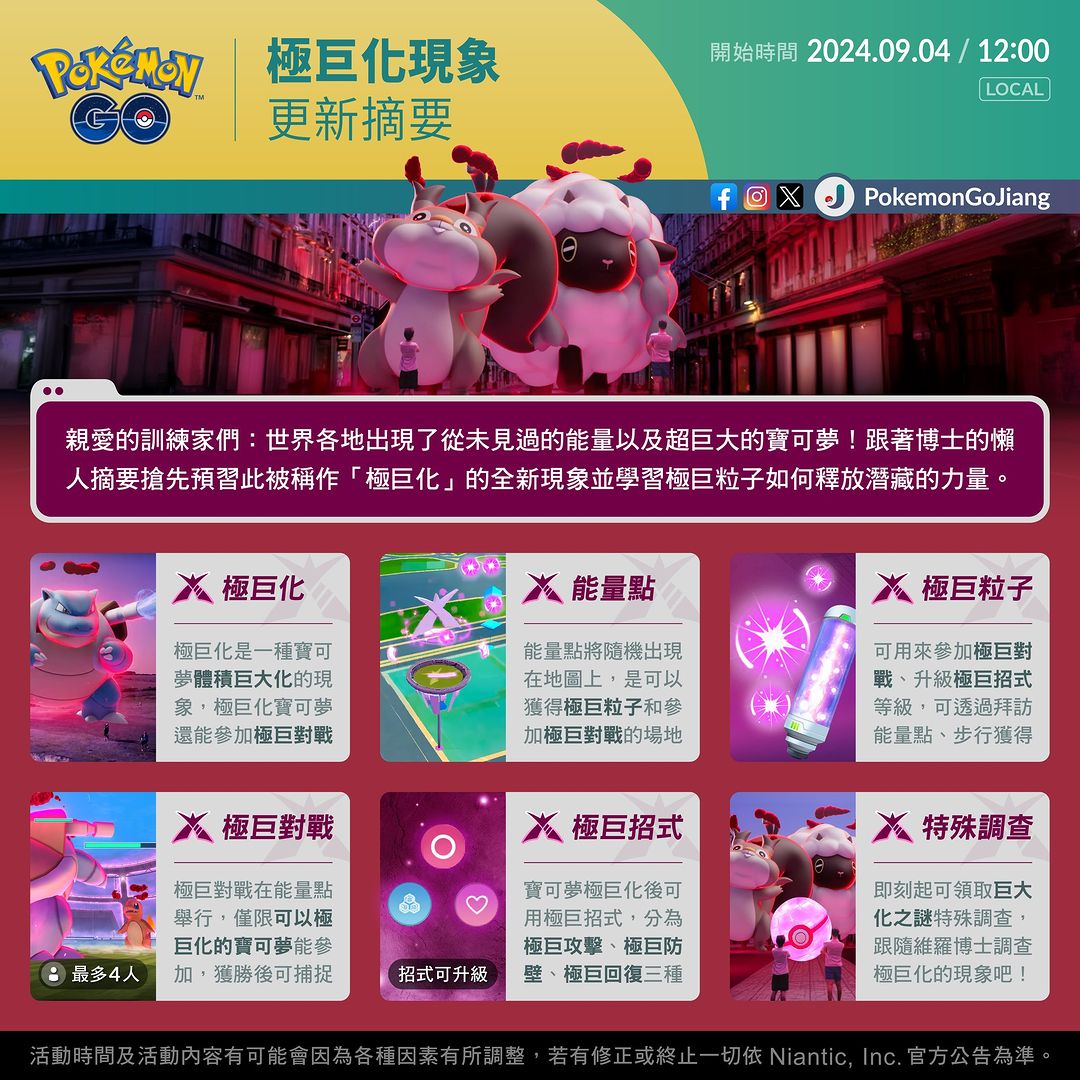 POKéMON
GO
TM
極巨化現象
更新摘要
開始時間 2024.09.04 / 12:00
LOCAL
PokemonGoJiang
親愛的訓練家們：世界各地出現了從未見過的能量以及超巨大的寶可夢！跟著博士的懶
人摘要搶先預習此被稱作「極巨化」的全新現象並學習極巨粒子如何釋放潛藏的力量。
極巨化
極巨化是一種寶可
夢體積巨大化的現
象，極巨化寶可夢
還能參加極巨對戰
能量點
能量點將隨機出現
在地圖上，是可以
獲得極巨粒子和參
加極巨對戰的場地
極巨粒子
可用來參加極巨對
戰、升級極巨招式
等級，可透過拜訪
能量點、步行獲得
極巨對戰
極巨對戰在能量點
舉行，僅限可以極
巨化的寶可夢能參
加，獲勝後可捕捉
最多4人
極巨招式
寶可夢極巨化後可
用極巨招式，分為
極巨攻擊、極巨防
壁、極巨回復三種
招式可升級
特殊調查
即刻起可領取巨大
化之謎特殊調查，
跟隨維羅博士調查
極巨化的現象吧！
活動時間及活動內容有可能會因為各種因素有所調整，若有修正或終止一切依 Niantic, Inc. 官方公告為準。